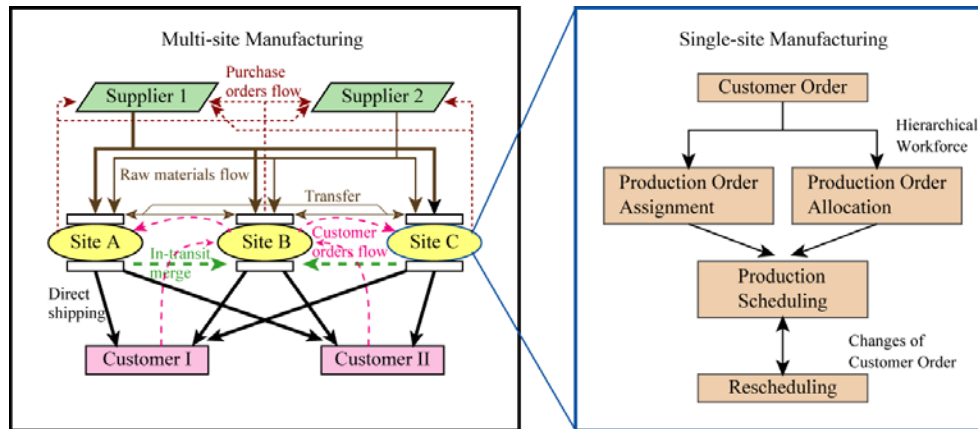 Multi-site Manufacturing
Supplier 1
Purchase
orders flow
Supplier 2
Raw materials flow
Transfer
Site A
Site B
Customer
orders flow
Site C
In-transit
merge
Direct
shipping
Customer I
Customer II
Single-site Manufacturing
Customer Order
Hierarchical
Workforce
Production Order
Assignment
Production Order
Allocation
Production
Scheduling
Changes of
Customer Order
Rescheduling